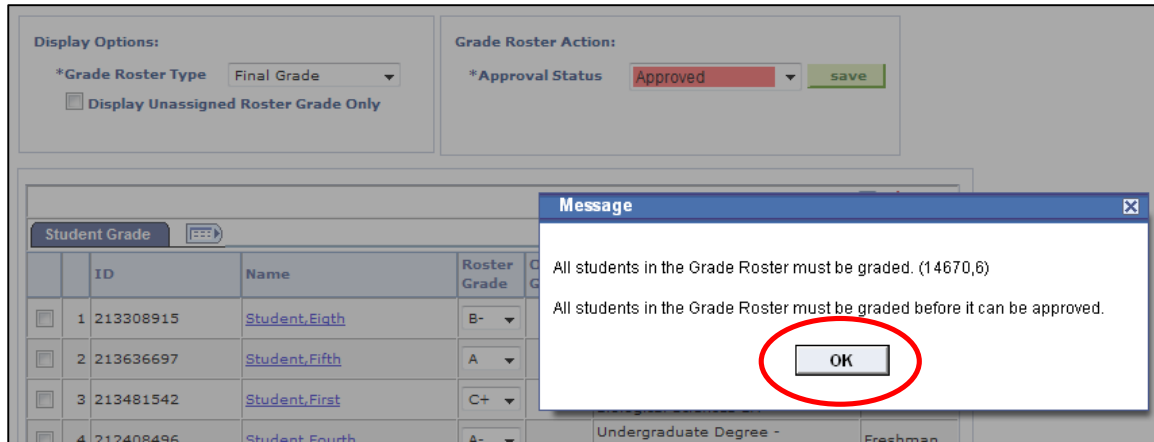 Display Options:
*Grade Roster Type Final Grade
Display Unassigned Roster Grade Only
Grade Roster Action:
*Approval Status Approved save
Message
All students in the Grade Roster must be graded. (14670,6)
All students in the Grade Roster must be graded before it can be approved.
OK
Student Grade
ID Name Roster Grade
1 213308915 Student,Eigth B-
2 213636697 Student,Fifth A
3 213481542 Student,First C+
4 212408496 Student,Fourth A- Undergraduate Degree - Freshman